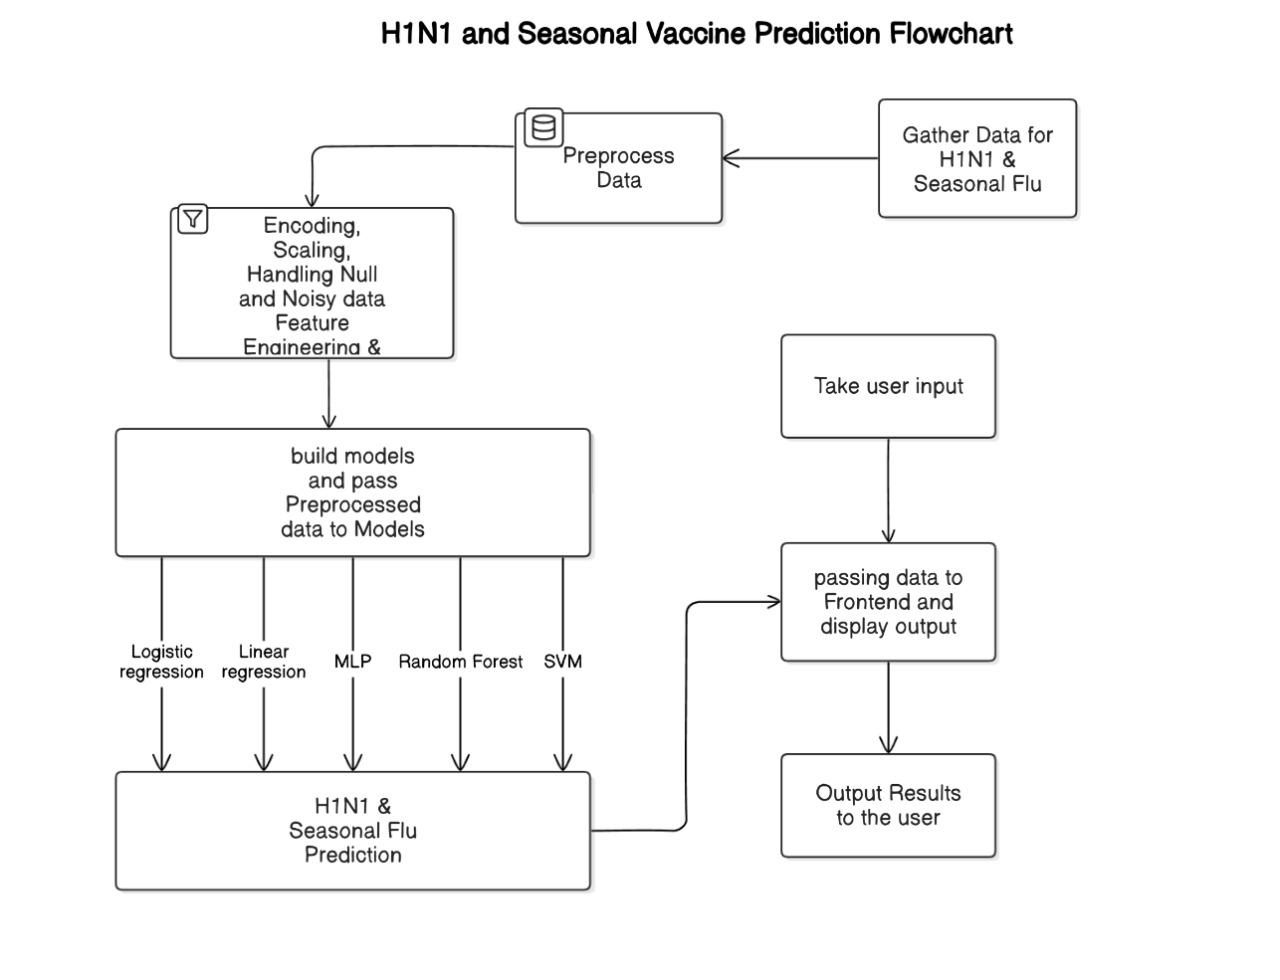 H1N1 and Seasonal Vaccine Prediction Flowchart
Gather Data for
H1N1 &
Seasonal Flu
Preprocess
Data
Encoding,
Scaling,
Handling Null
and Noisy data
Feature
Engineering &
build models
and pass
Preprocessed
data to Models
Logistic
regression
Linear
regression
MLP
Random Forest
SVM
H1N1 &
Seasonal Flu
Prediction
Take user input
passing data to
Frontend and
display output
Output Results
to the user